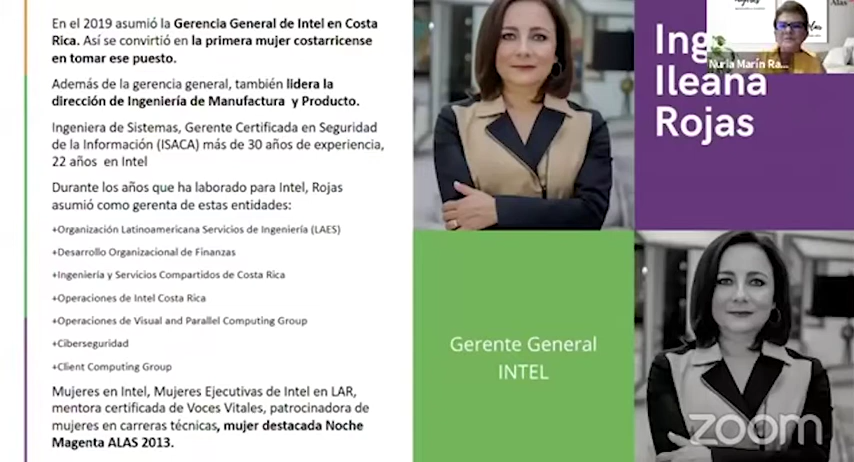 En el 2019 asumió la Gerencia General de Intel en Costa
Rica. Así se convirtió en la primera mujer costarricense
en tomar ese puesto.
Además de la gerencia general, también lidera la
dirección de Ingeniería de Manufactura y Producto.
Ingeniera de Sistemas, Gerente Certificada en Seguridad
de la Información (ISACA) más de 30 años de experiencia,
22 años en Intel
Durante los años que ha laborado para Intel, Rojas
asumió como gerenta de estas entidades:
+Organización Latinoamericana Servicios de Ingeniería (LAES)
+Desarrollo Organizacional de Finanzas
+Ingeniería y Servicios Compartidos de Costa Rica
+Operaciones de Intel Costa Rica
+Operaciones de Visual and Parallel Computing Group
+Ciberseguridad
+Client Computing Group
Mujeres en Intel, Mujeres Ejecutivas de Intel en LAR,
mentora certificada de Voces Vitales, patrocinadora de
mujeres en carreras técnicas, mujer destacada Noche
Magenta ALAS 2013.
Ileana
Rojas
Nuria Marín Ra...
Gerente General
INTEL
zoom